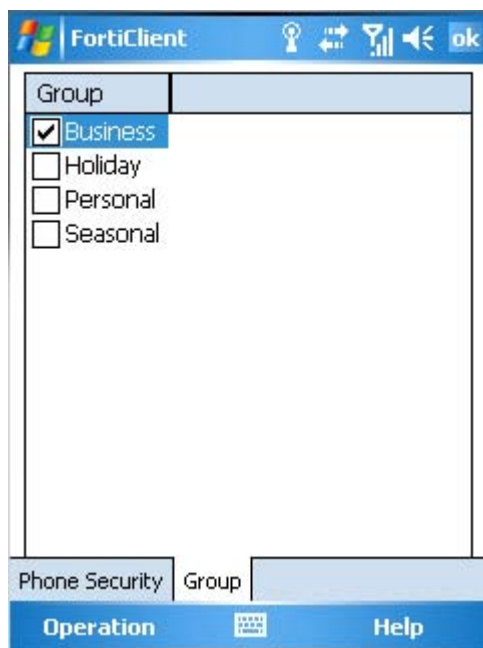 FortiClient ok
Group
Business
Holiday
Personal
Seasonal
Phone Security Group
Operation Help